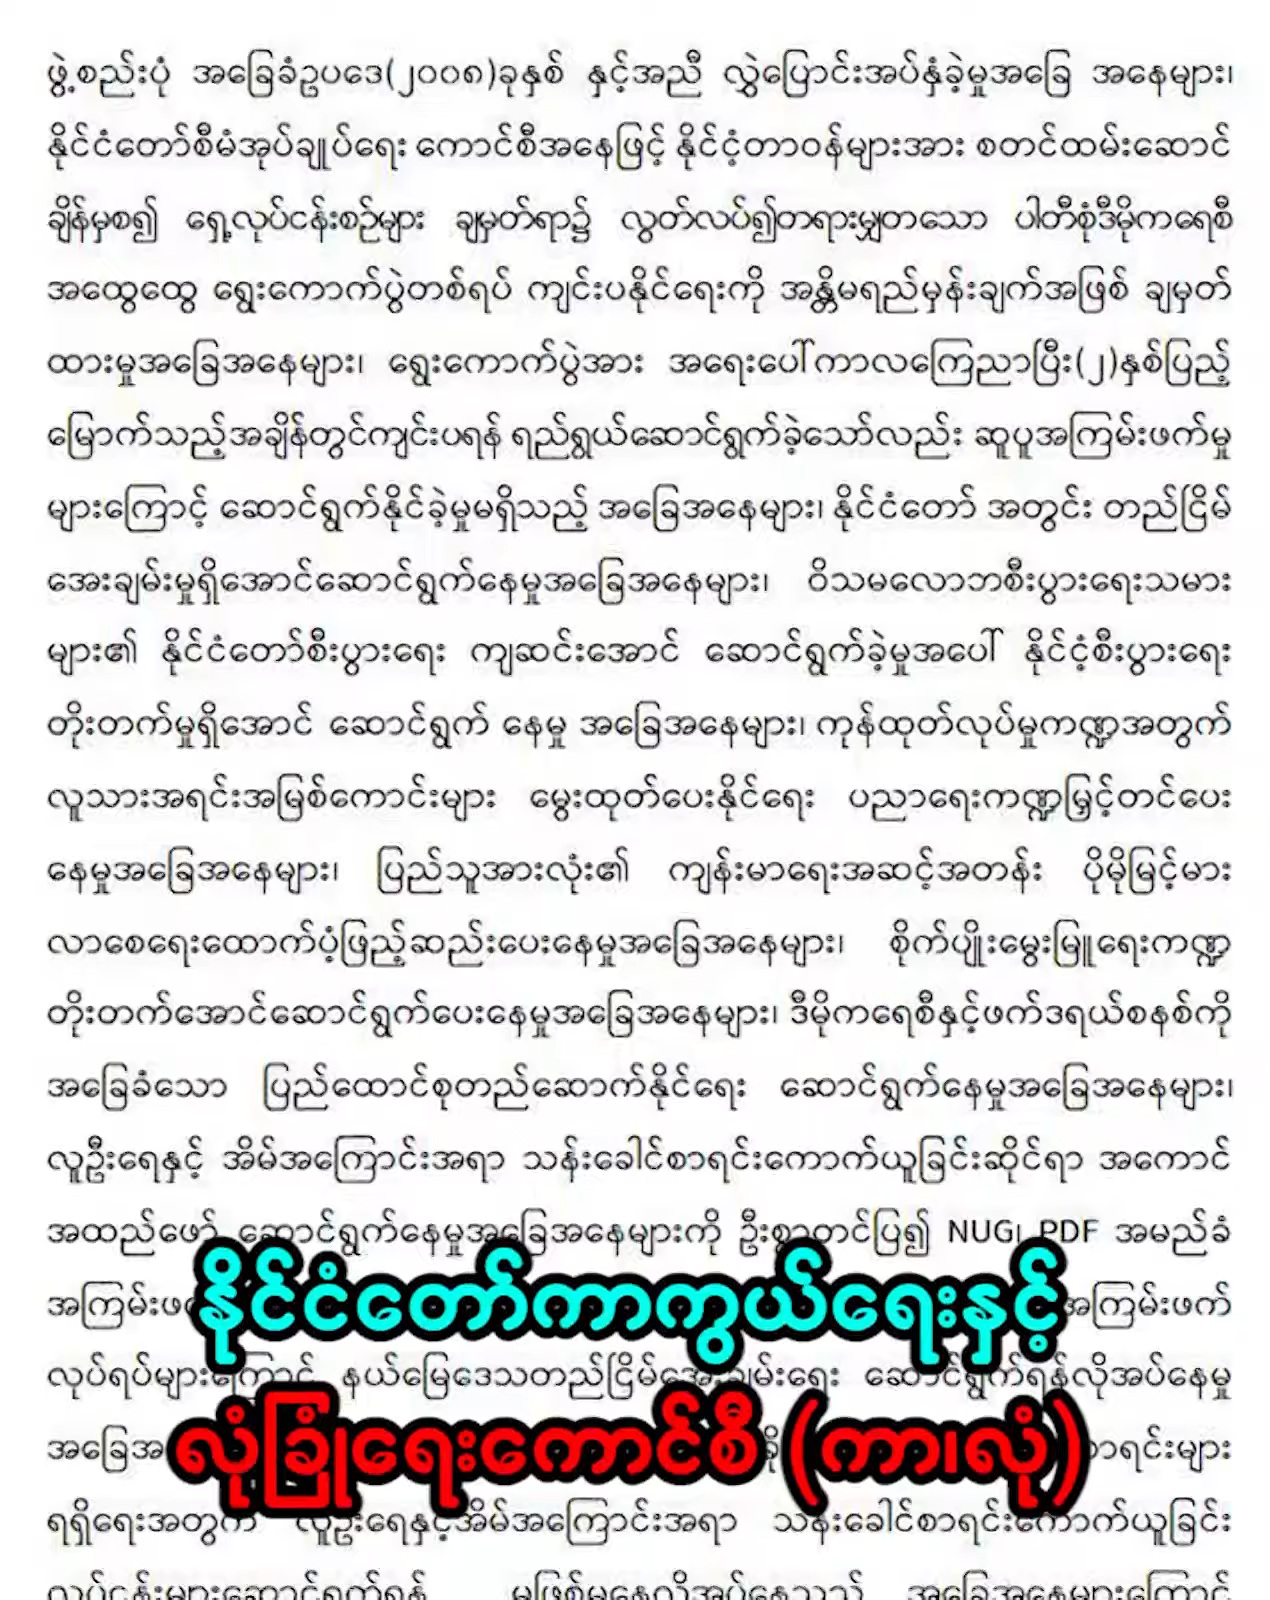 ဖွဲ့စည်းပုံ အခြေခံဥပဒေ(၂၀၀၈)ခုနှစ် နှင့်အညီ လွှဲပြောင်းအပ်နှံခဲ့မှုအခြေ အနေများ၊
နိုင်ငံတော်စီမံအုပ်ချုပ်ရေး ကောင်စီအနေဖြင့် နိုင်ငံ့တာဝန်များအား စတင်ထမ်းဆောင်
ချိန်မှစ၍ ရှေ့လုပ်ငန်းစဉ်များ ချမှတ်ရာ၌ လွတ်လပ်၍တရားမျှတသော ပါတီစုံဒီမိုကရေစီ
အထွေထွေ ရွေးကောက်ပွဲတစ်ရပ် ကျင်းပနိုင်ရေးကို အန္တိမရည်မှန်းချက်အဖြစ် ချမှတ်
ထားမှုအခြေအနေများ၊ ရွေးကောက်ပွဲအား အရေးပေါ်ကာလကြေညာပြီး(၂)နှစ်ပြည့်
မြောက်သည့်အချိန်တွင်ကျင်းပရန် ရည်ရွယ်ဆောင်ရွက်ခဲ့သော်လည်း ဆူပူအကြမ်းဖက်မှု
များကြောင့် ဆောင်ရွက်နိုင်ခဲ့မှုမရှိသည့် အခြေအနေများ၊ နိုင်ငံတော် အတွင်း တည်ငြိမ်
အေးချမ်းမှုရှိအောင်ဆောင်ရွက်နေမှုအခြေအနေများ၊ ဝိသမလောဘစီးပွားရေးသမား
များ၏ နိုင်ငံတော်စီးပွားရေး ကျဆင်းအောင် ဆောင်ရွက်ခဲ့မှုအပေါ် နိုင်ငံ့စီးပွားရေး
တိုးတက်မှုရှိအောင် ဆောင်ရွက် နေမှု အခြေအနေများ၊ ကုန်ထုတ်လုပ်မှုကဏ္ဍအတွက်
လူသားအရင်းအမြစ်ကောင်းများ မွေးထုတ်ပေးနိုင်ရေး ပညာရေးကဏ္ဍမြှင့်တင်ပေး
နေမှုအခြေအနေများ၊ ပြည်သူအားလုံး၏ ကျန်းမာရေးအဆင့်အတန်း ပိုမိုမြင့်မား
လာစေရေးထောက်ပံ့ဖြည့်ဆည်းပေးနေမှုအခြေအနေများ၊ စိုက်ပျိုးမွေးမြူရေးကဏ္ဍ
တိုးတက်အောင်ဆောင်ရွက်ပေးနေမှုအခြေအနေများ၊ ဒီမိုကရေစီနှင့်ဖက်ဒရယ်စနစ်ကို
အခြေခံသော ပြည်ထောင်စုတည်ဆောက်နိုင်ရေး ဆောင်ရွက်နေမှုအခြေအနေများ၊
လူဦးရေနှင့် အိမ်အကြောင်းအရာ သန်းခေါင်စာရင်းကောက်ယူခြင်းဆိုင်ရာ အကောင်
အထည်ဖော် ဆောင်ရွက်နေမှုအခြေအနေများကို ဦးစွာတင်ပြ၍ NUG၊ PDF အမည်ခံ
အကြမ်းဖ အကြမ်းဖက်
နိုင်ငံတော်ကာကွယ်ရေးနှင့်
လုပ်ရပ်များကြောင့် နယ်မြေဒေသတည်ငြိမ်အေးချမ်းရေး ဆောင်ရွက်ရန်လိုအပ်နေမှု
အခြေအ စာရင်းများ
လုံခြုံရေးကောင်စီ (ကာ၊လုံ)
ရရှိရေးအတွက် လူဦးရေနှင့်အိမ်အကြောင်းအရာ သန်းခေါင်စာရင်းကောက်ယူခြင်း
လုပ်ငန်းများဆောင်ရွက်ရန် မဖြစ်မနေလိုအပ်နေသည့် အခြေအနေများကြောင့်